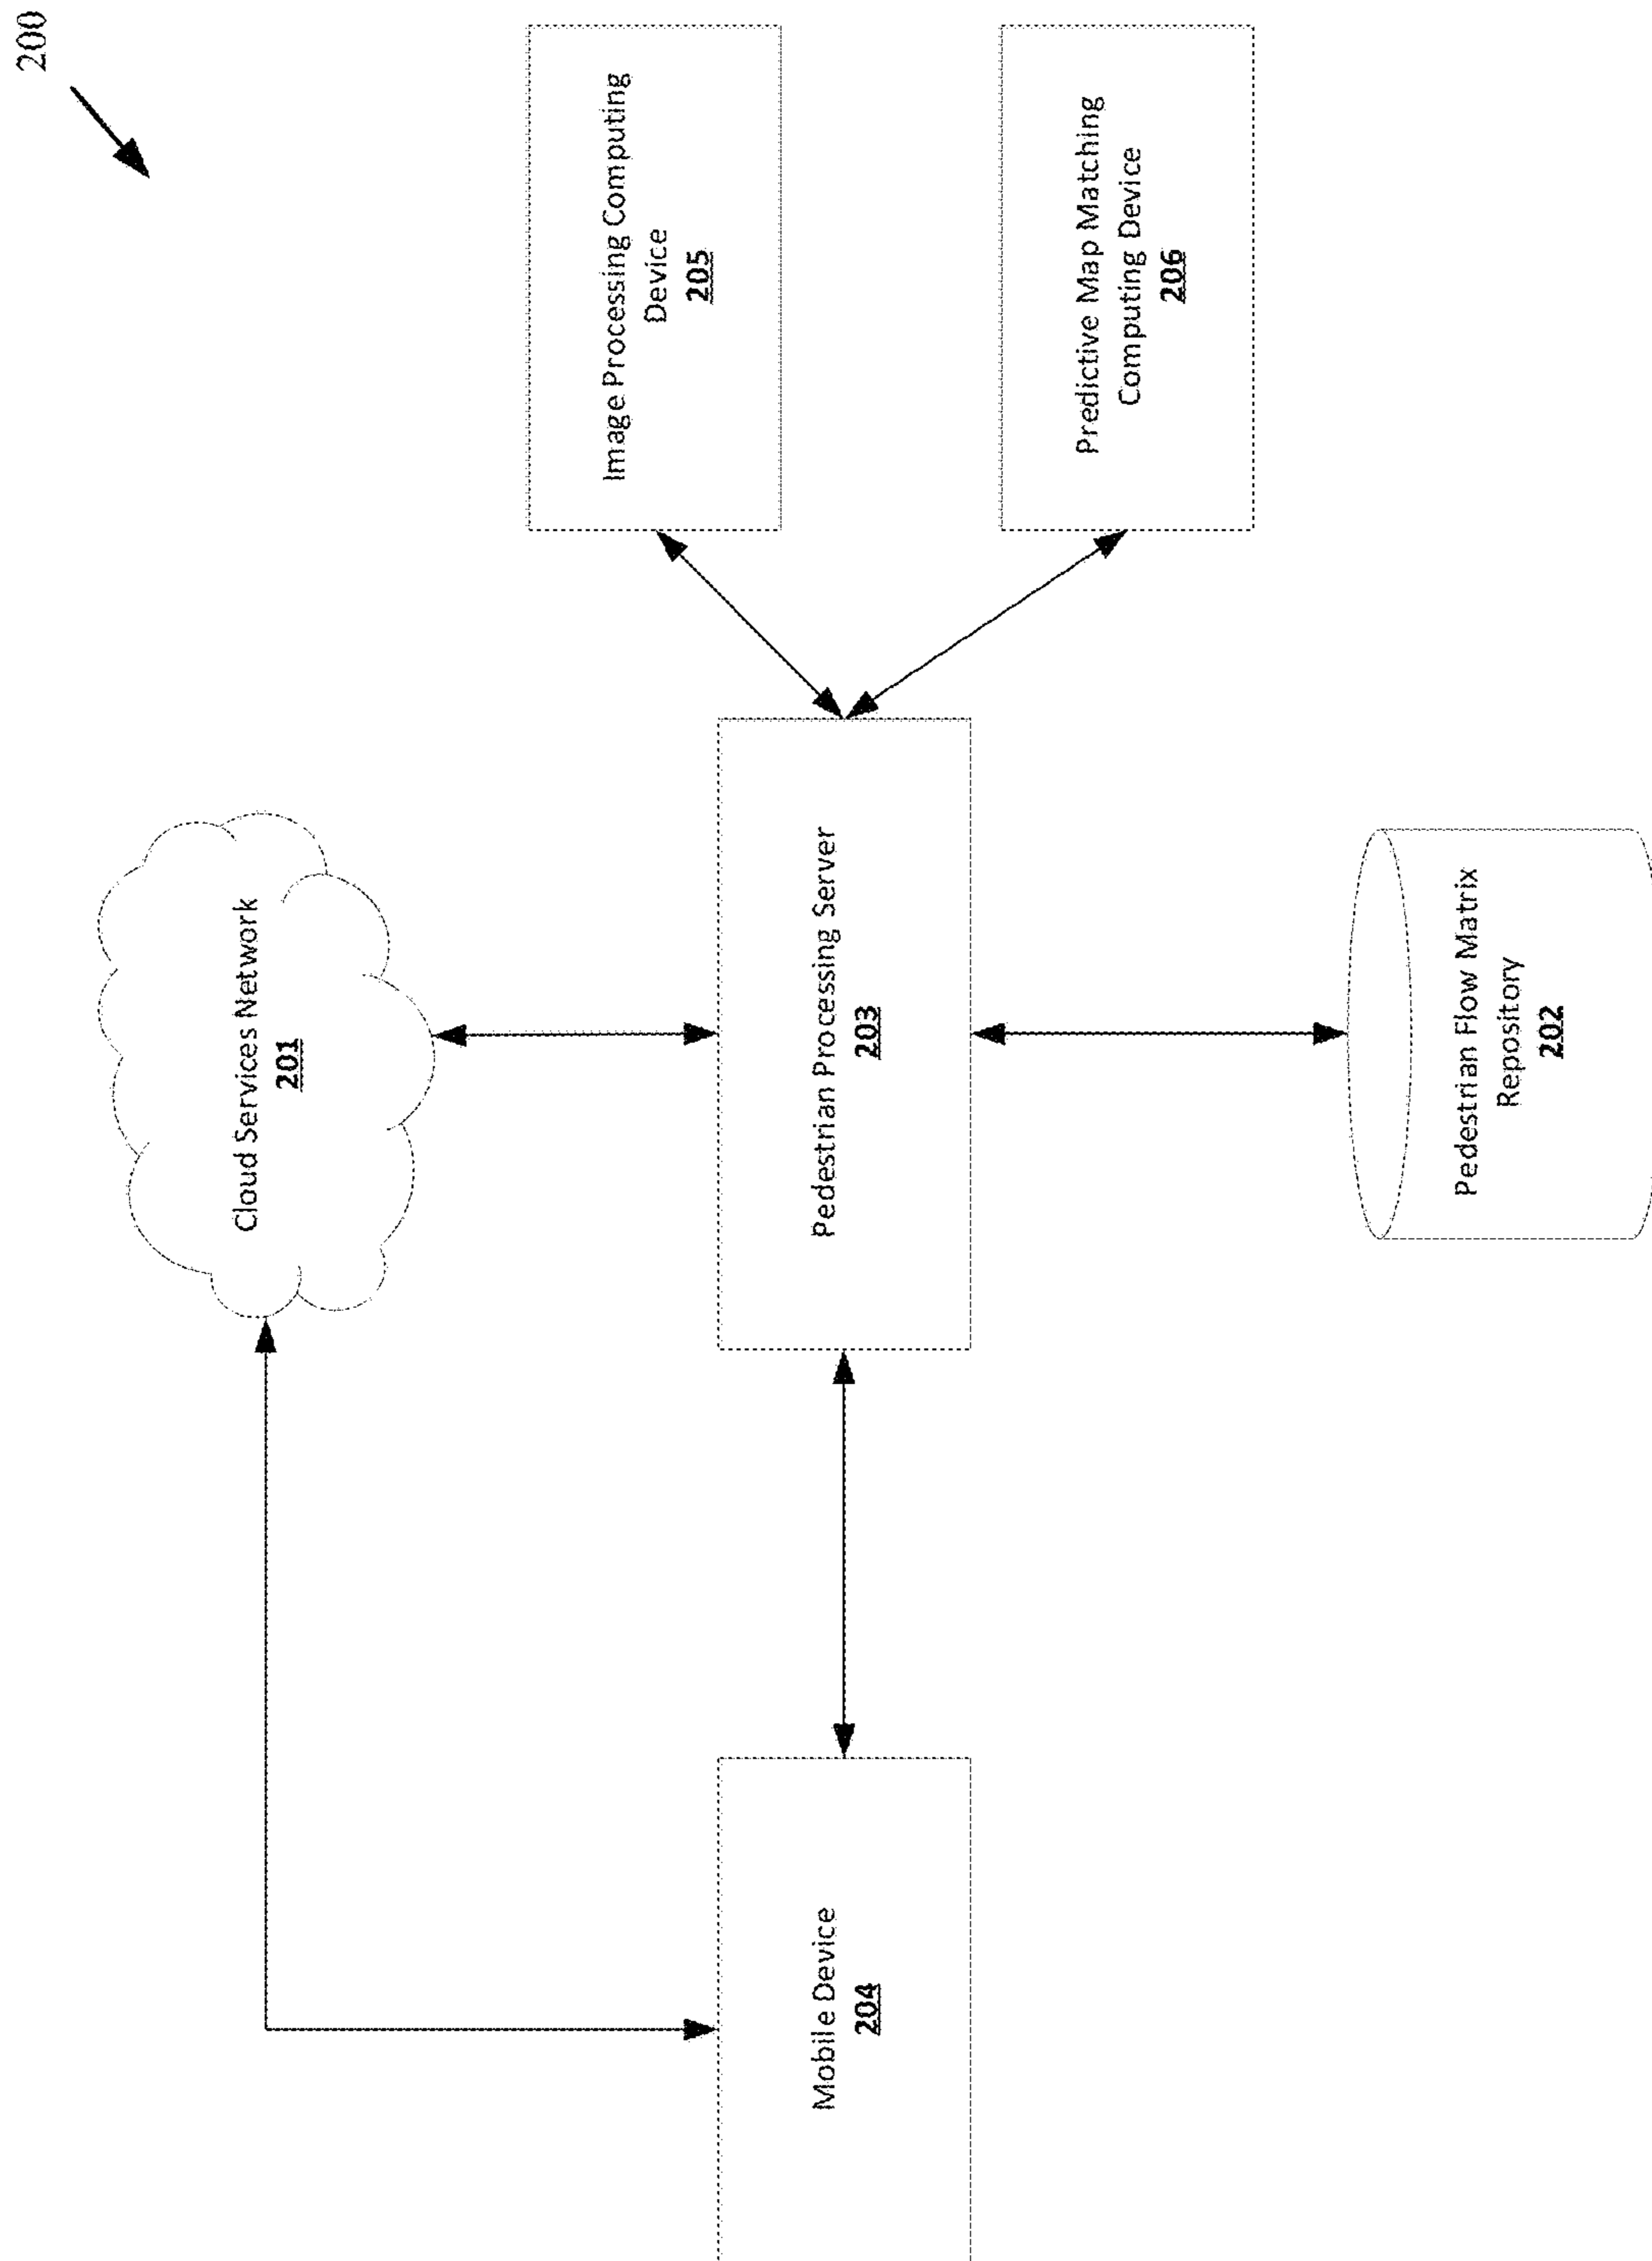 200
Cloud Services Network
201
Mobile Device
204
Pedestrian Processing Server
203
Image Processing Computing
Device
205
Predictive Map Matching
Computing Device
206
Pedestrian Flow Matrix
Repository
202